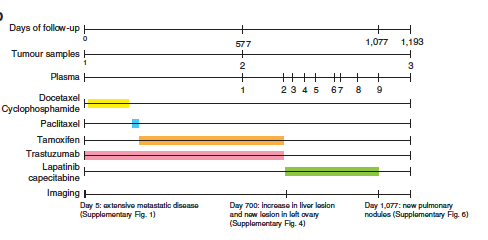 Days of follow-up
0 577 1,077 1,193
Tumour samples
1 2 3
Plasma
1 2 3 4 5 6 7 8 9
Docetaxel
Cyclophosphamide
Paclitaxel
Tamoxifen
Trastuzumab
Lapatinib
capecitabine
Imaging
Day 5: extensive metastatic disease
(Supplementary Fig. 1)
Day 700: increase in liver lesion
and new lesion in left ovary
(Supplementary Fig. 4)
Day 1,077: new pulmonary
nodules (Supplementary Fig. 6)